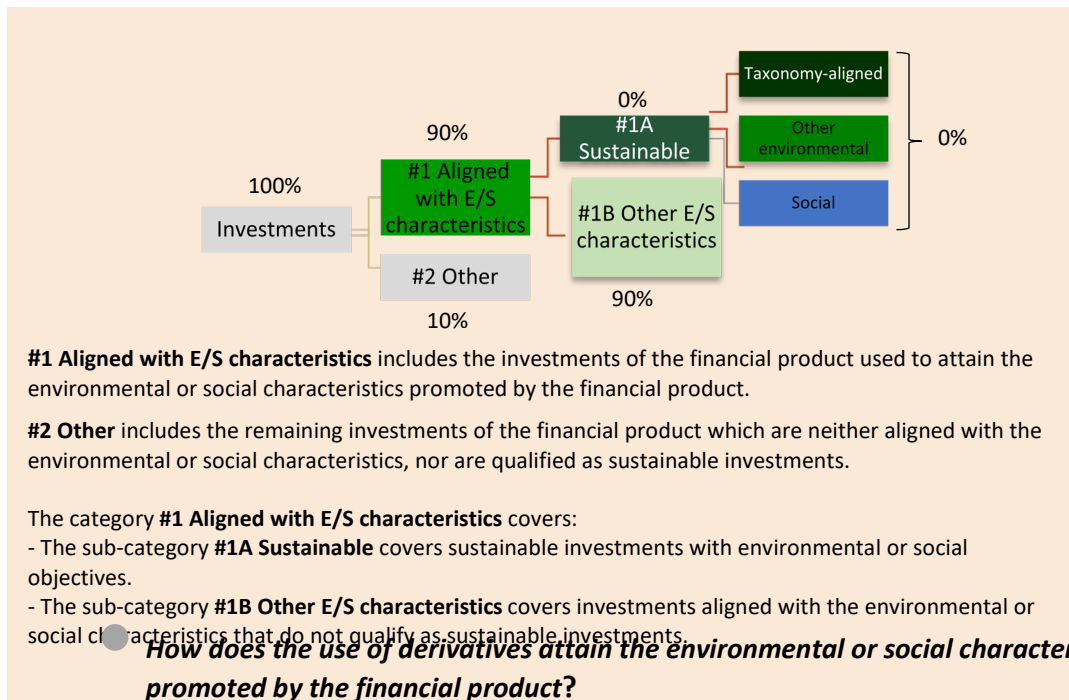 Taxonomy-aligned
0%
#1A
Sustainable
Other
environmental
0%
90%
#1 Aligned
with E/S
characteristics
100%
Investments
#1B Other E/S
characteristics
Social
#2 Other
90%
10%
#1 Aligned with E/S characteristics includes the investments of the financial product used to attain the
environmental or social characteristics promoted by the financial product.
#2 Other includes the remaining investments of the financial product which are neither aligned with the
environmental or social characteristics, nor are qualified as sustainable investments.
The category #1 Aligned with E/S characteristics covers:
- The sub-category #1A Sustainable covers sustainable investments with environmental or social
objectives.
- The sub-category #1B Other E/S characteristics covers investments aligned with the environmental or
social characteristics that do not qualify as sustainable investments.
How does the use of derivatives attain the environmental or social character
promoted by the financial product?